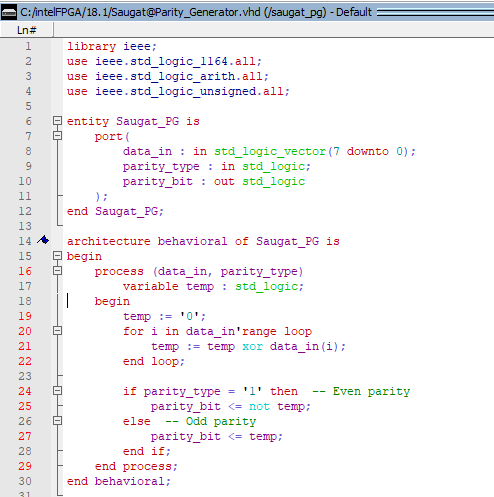 C:/intelFPGA/18.1/Saugat@Parity_Generator.vhd (/saugat_pg) - Default
Ln#
1 library ieee;
2 use ieee.std_logic_1164.all;
3 use ieee.std_logic_arith.all;
4 use ieee.std_logic_unsigned.all;
5
6 entity Saugat_PG is
7 port(
8 data_in : in std_logic_vector(7 downto 0);
9 parity_type : in std_logic;
10 parity_bit : out std_logic
11 );
12 end Saugat_PG;
13
14 architecture behavioral of Saugat_PG is
15 begin
16 process (data_in, parity_type)
17 variable temp : std_logic;
18 begin
19 temp := '0';
20 for i in data_in'range loop
21 temp := temp xor data_in(i);
22 end loop;
23
24 if parity_type = '1' then -- Even parity
25 parity_bit <= not temp;
26 else -- Odd parity
27 parity_bit <= temp;
28 end if;
29 end process;
30 end behavioral;
31